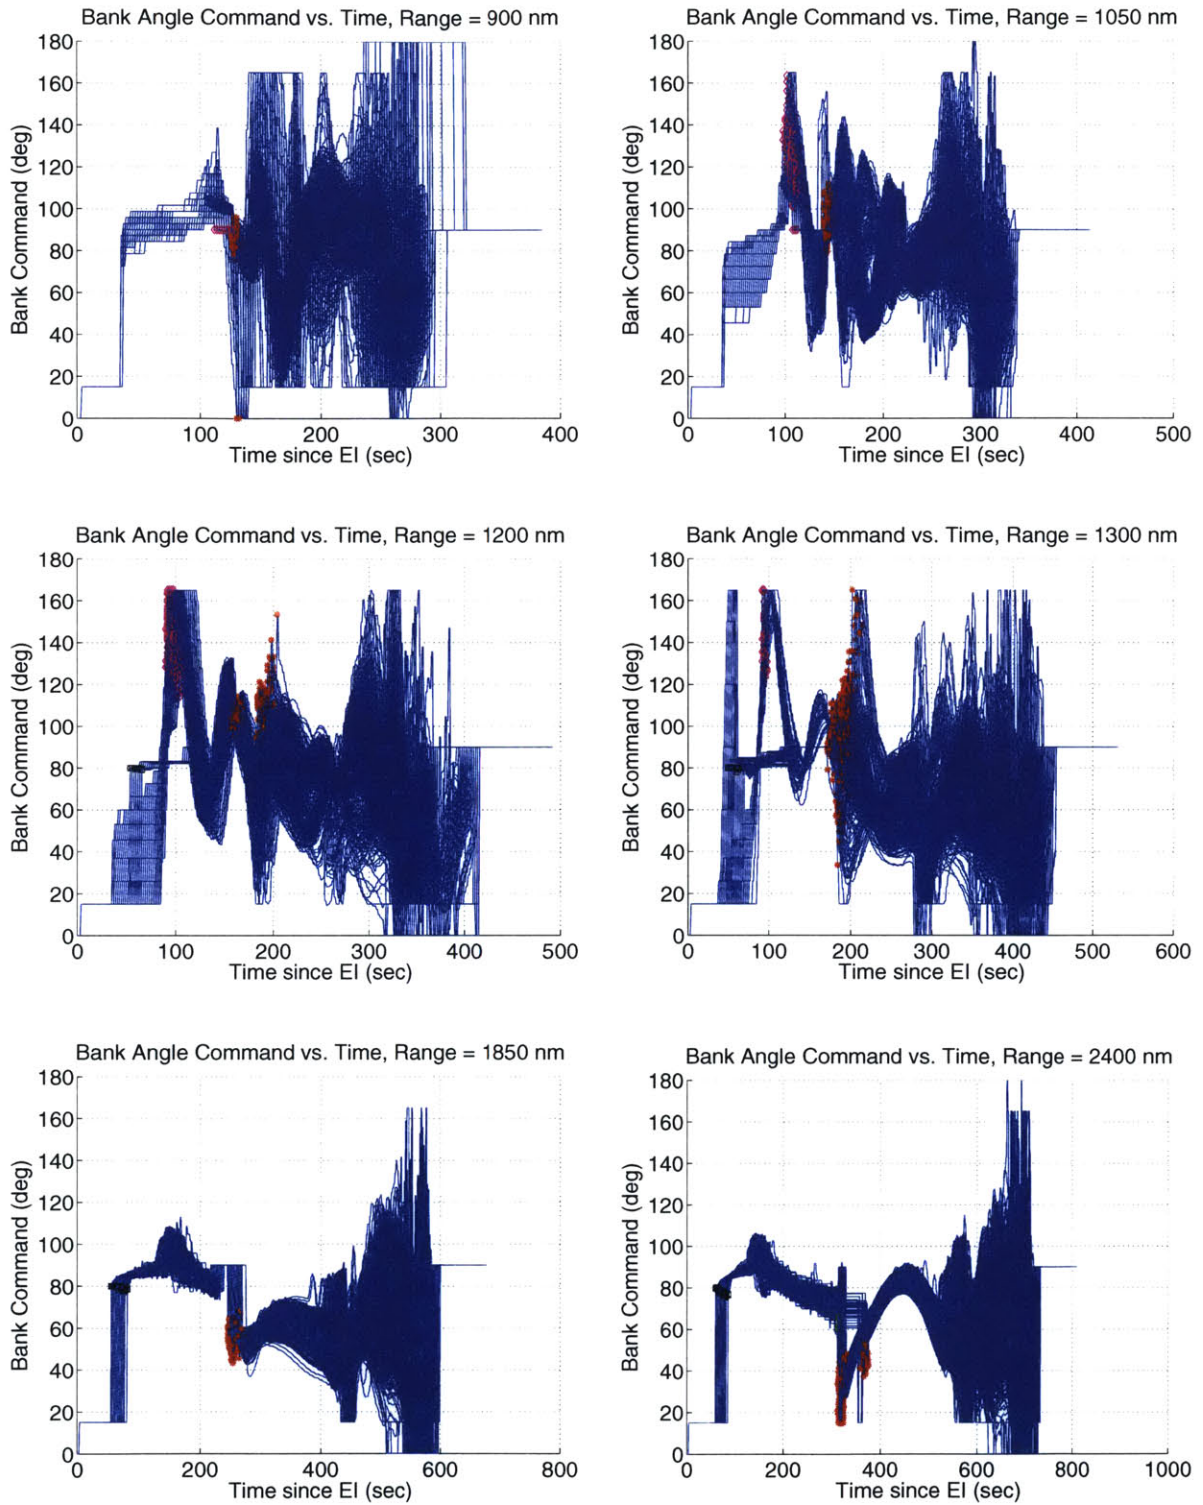 Bank Angle Command vs. Time, Range = 900 nm
180
160
140
120
100
80
60
40
20
0
Bank Command (deg)
0 100 200 300 400
Time since EI (sec)
Bank Angle Command vs. Time, Range = 1050 nm
180
160
140
120
100
80
60
40
20
0
Bank Command (deg)
0 100 200 300 400 500
Time since EI (sec)
Bank Angle Command vs. Time, Range = 1200 nm
180
160
140
120
100
80
60
40
20
0
Bank Command (deg)
0 100 200 300 400 500
Time since EI (sec)
Bank Angle Command vs. Time, Range = 1300 nm
180
160
140
120
100
80
60
40
20
0
Bank Command (deg)
0 100 200 300 400 500 600
Time since EI (sec)
Bank Angle Command vs. Time, Range = 1850 nm
180
160
140
120
100
80
60
40
20
0
Bank Command (deg)
0 200 400 600 800
Time since EI (sec)
Bank Angle Command vs. Time, Range = 2400 nm
180
160
140
120
100
80
60
40
20
0
Bank Command (deg)
0 200 400 600 800 1000
Time since EI (sec)